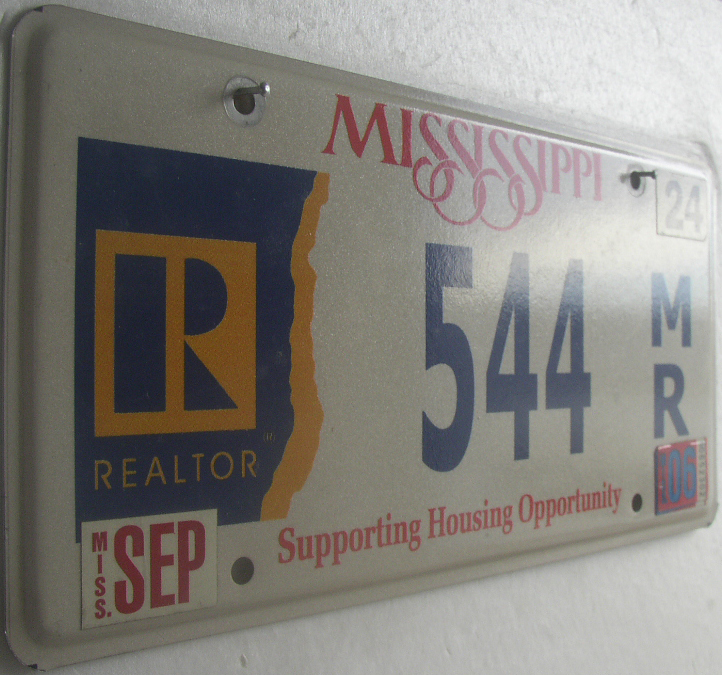 MISSISSIPPI
24
R
REALTOR
(R)
544
M
R
06
Supporting Housing Opportunity
MISS.
SEP